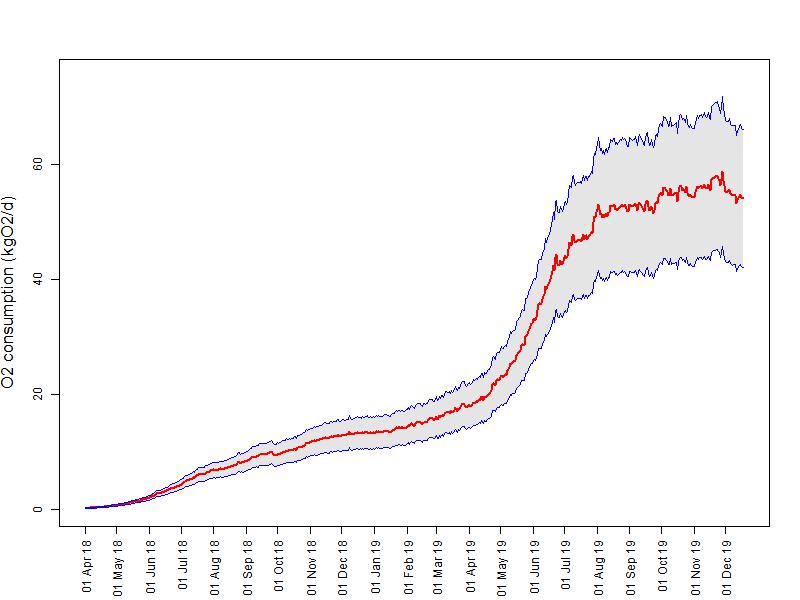 O2 consumption (kgO2/d)
60
40
20
0
01 Apr 18
01 May 18
01 Jun 18
01 Jul 18
01 Aug 18
01 Sep 18
01 Oct 18
01 Nov 18
01 Dec 18
01 Jan 19
01 Feb 19
01 Mar 19
01 Apr 19
01 May 19
01 Jun 19
01 Jul 19
01 Aug 19
01 Sep 19
01 Oct 19
01 Nov 19
01 Dec 19